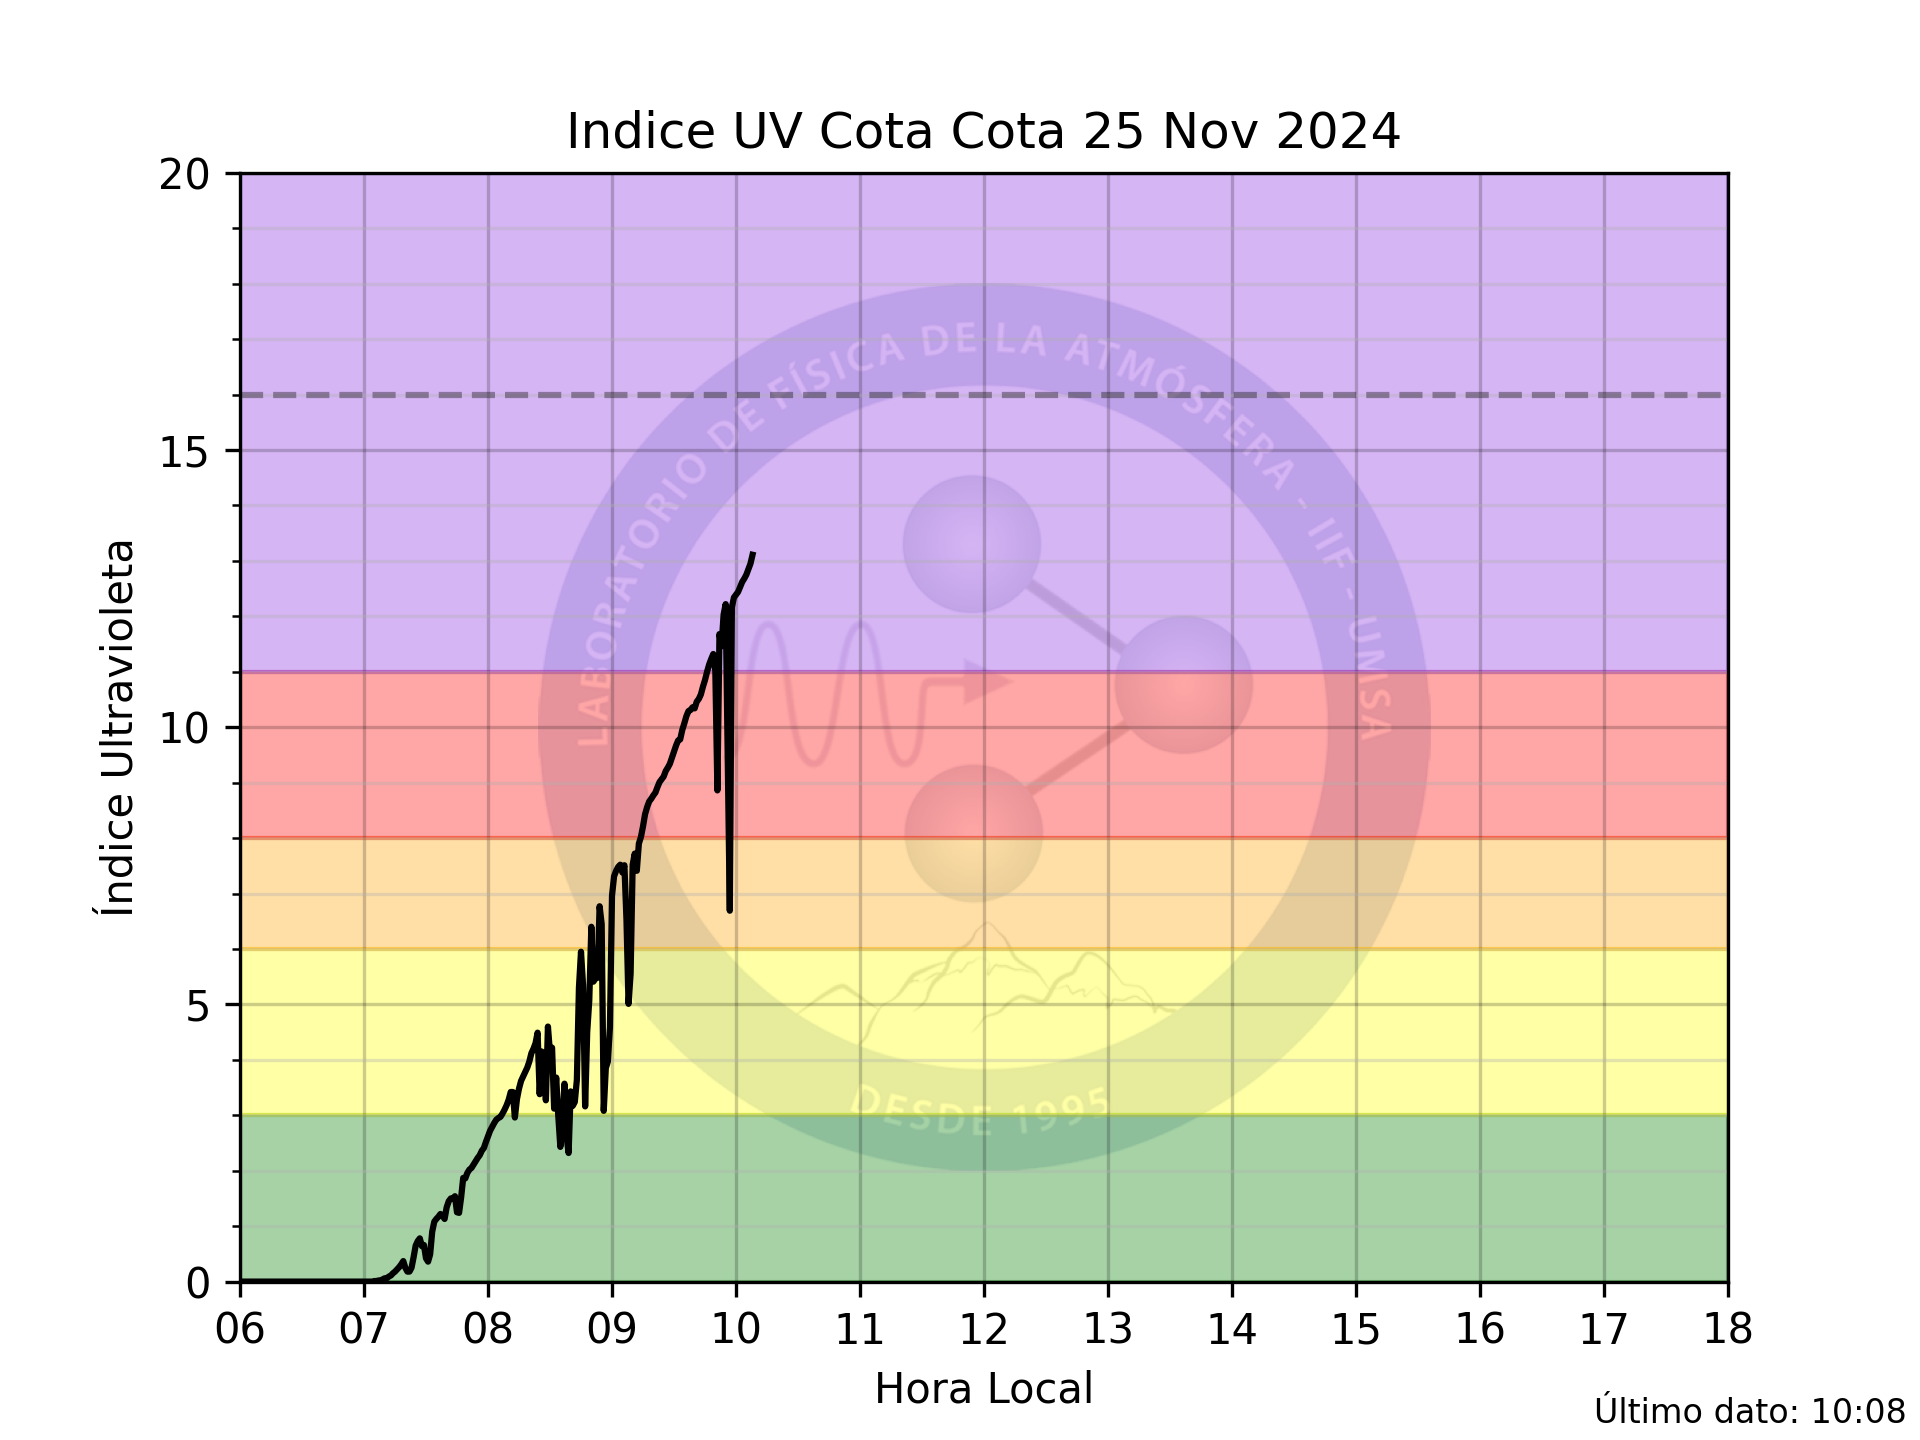 Indice UV Cota Cota 25 Nov 2024
20
15
10
5
0
Índice Ultravioleta
LABORATORIO DE FÍSICA DE LA ATMÓSFERA - IIF - UMSA
DESDE 1995
06 07 08 09 10 11 12 13 14 15 16 17 18
Hora Local
Último dato: 10:08